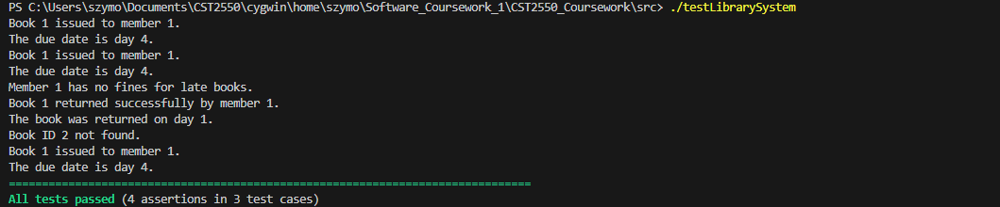 PS C:\Users\szymo\Documents\CST2550\cygwin\home\szymo\Software_Coursework_1\CST2550_Coursework\src> ./testLibrarySystem
Book 1 issued to member 1.
The due date is day 4.
Book 1 issued to member 1.
The due date is day 4.
Member 1 has no fines for late books.
Book 1 returned successfully by member 1.
The book was returned on day 1.
Book ID 2 not found.
Book 1 issued to member 1.
The due date is day 4.
===============================================================================
All tests passed (4 assertions in 3 test cases)